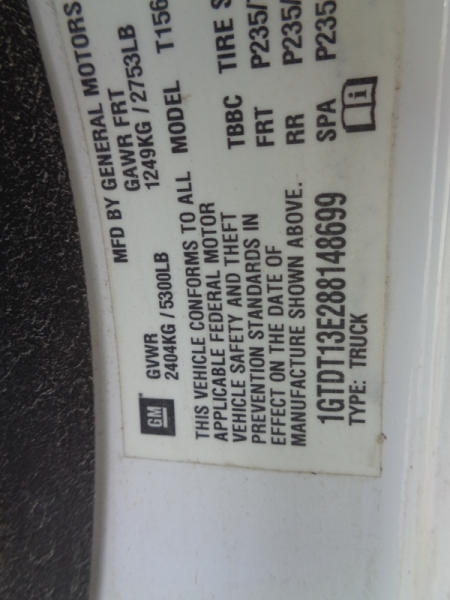 MFD BY GENERAL MOTORS
GVWR GAWR FRT
2404KG / 5300LB 1249KG / 2753LB
GM
THIS VEHICLE CONFORMS TO ALL
APPLICABLE FEDERAL MOTOR
VEHICLE SAFETY AND THEFT
PREVENTION STANDARDS IN
EFFECT ON THE DATE OF
MANUFACTURE SHOWN ABOVE.
1GTDT13E288148699
TYPE: TRUCK
MODEL T156
TBBC TIRE S
FRT P235/
RR P235/
SPA P235